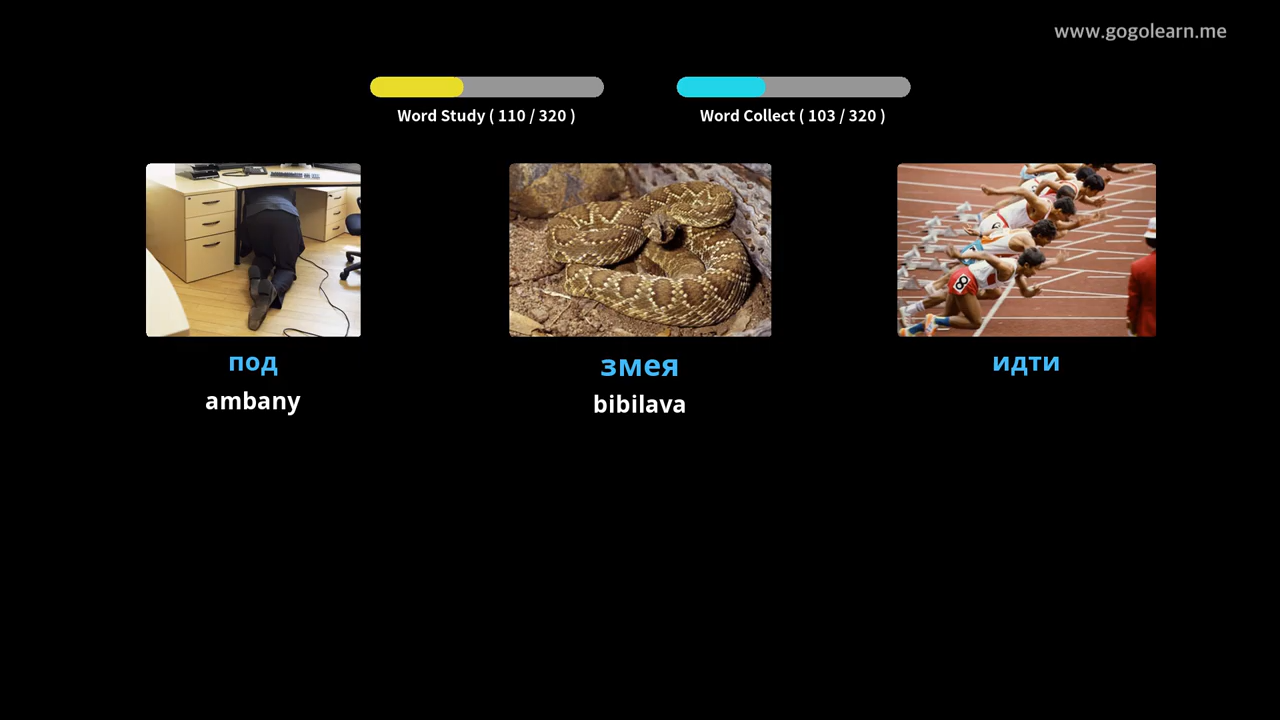 www.gogolearn.me
Word Study ( 110 / 320 )
Word Collect ( 103 / 320 )
под
змея
идти
ambany
bibilava